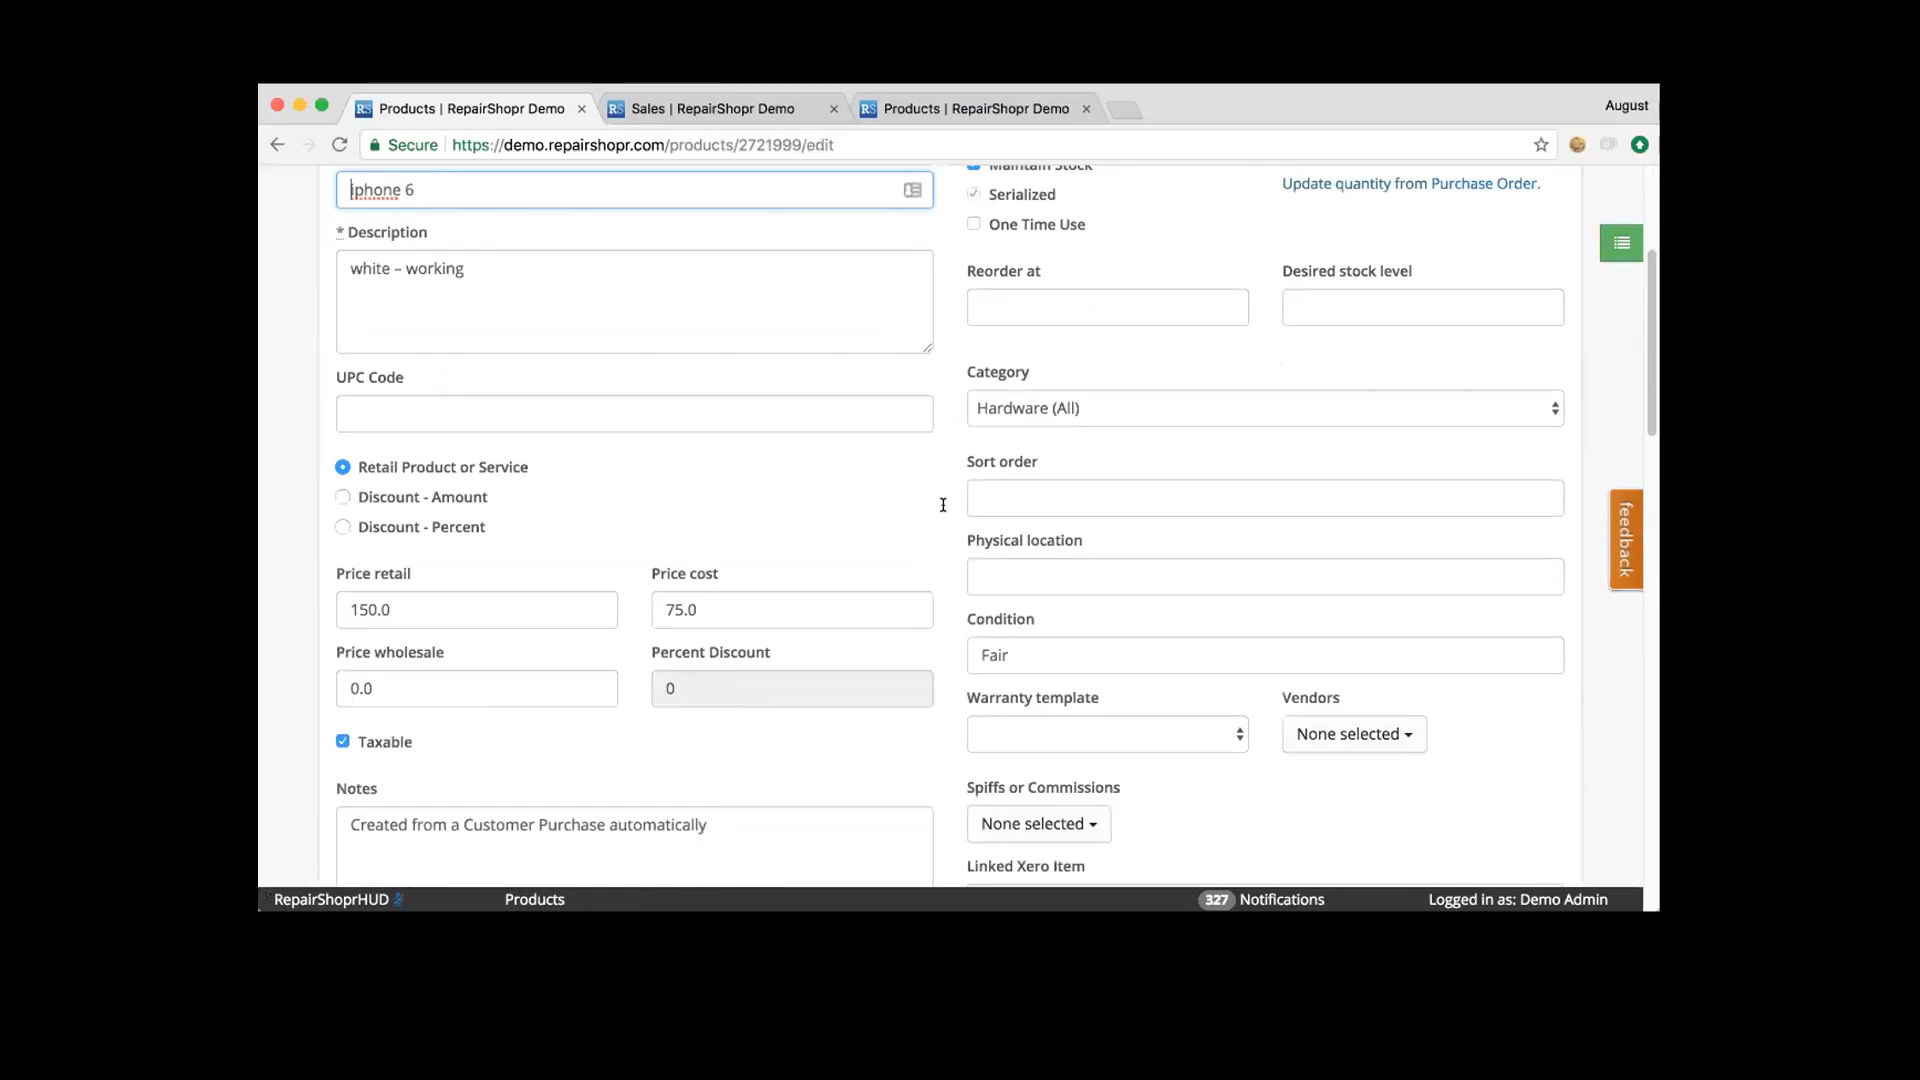 Products | RepairShopr Demo
Sales | RepairShopr Demo
Products | RepairShopr Demo
August
Secure
https://demo.repairshopr.com/products/2721999/edit
iphone 6
* Description
white – working
UPC Code
Retail Product or Service
Discount - Amount
Discount - Percent
Price retail
Price cost
150.0
75.0
Price wholesale
Percent Discount
0.0
0
Taxable
Notes
Created from a Customer Purchase automatically
Maintain Stock
Serialized
One Time Use
Update quantity from Purchase Order.
Reorder at
Desired stock level
Category
Hardware (All)
Sort order
Physical location
Condition
Fair
Warranty template
Vendors
None selected
Spiffs or Commissions
None selected
Linked Xero Item
feedback
RepairShoprHUD
Products
327 Notifications
Logged in as: Demo Admin